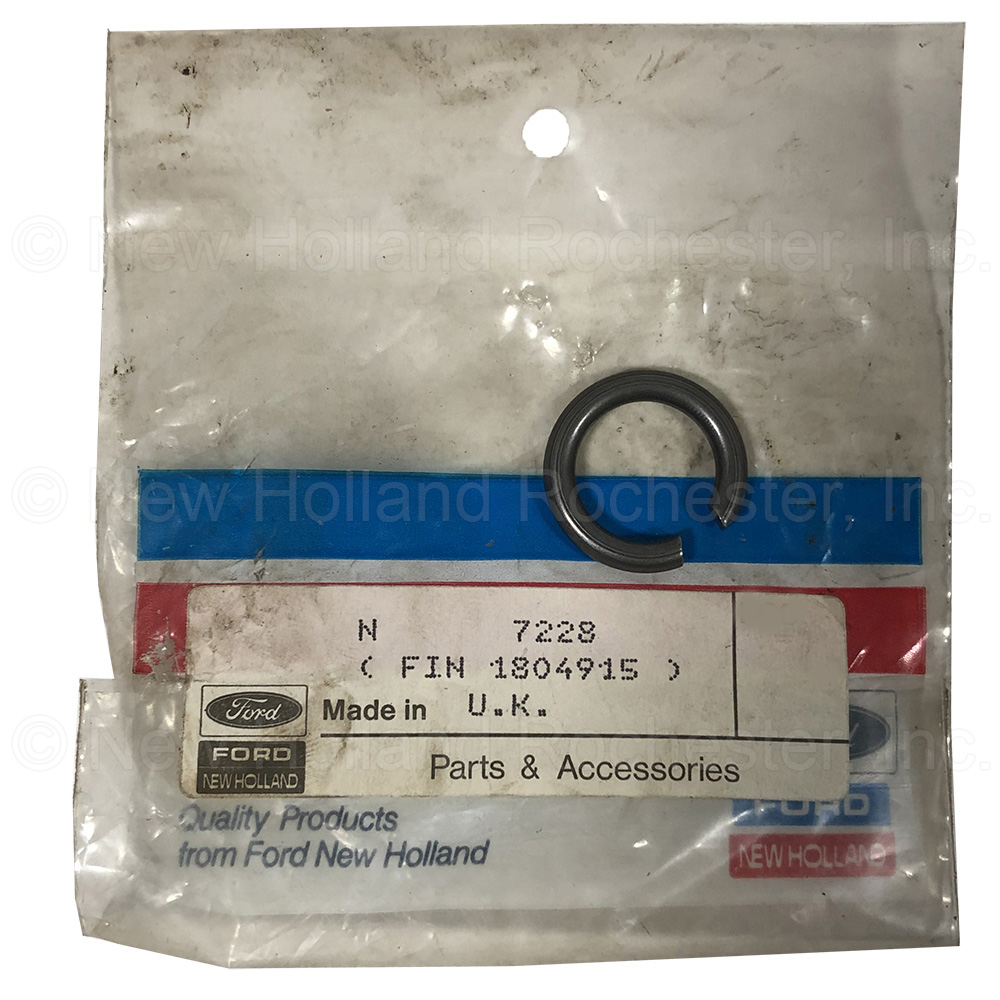 © New Holland Rochester, Inc.
© New Holland Rochester, Inc.
N 7228
( FIN 1804915 )
Ford
Made in U.K.
FORD
NEW HOLLAND
Parts & Accessories
© New Holland Rochester, Inc.
Quality Products
from Ford New Holland
FORD
NEW HOLLAND